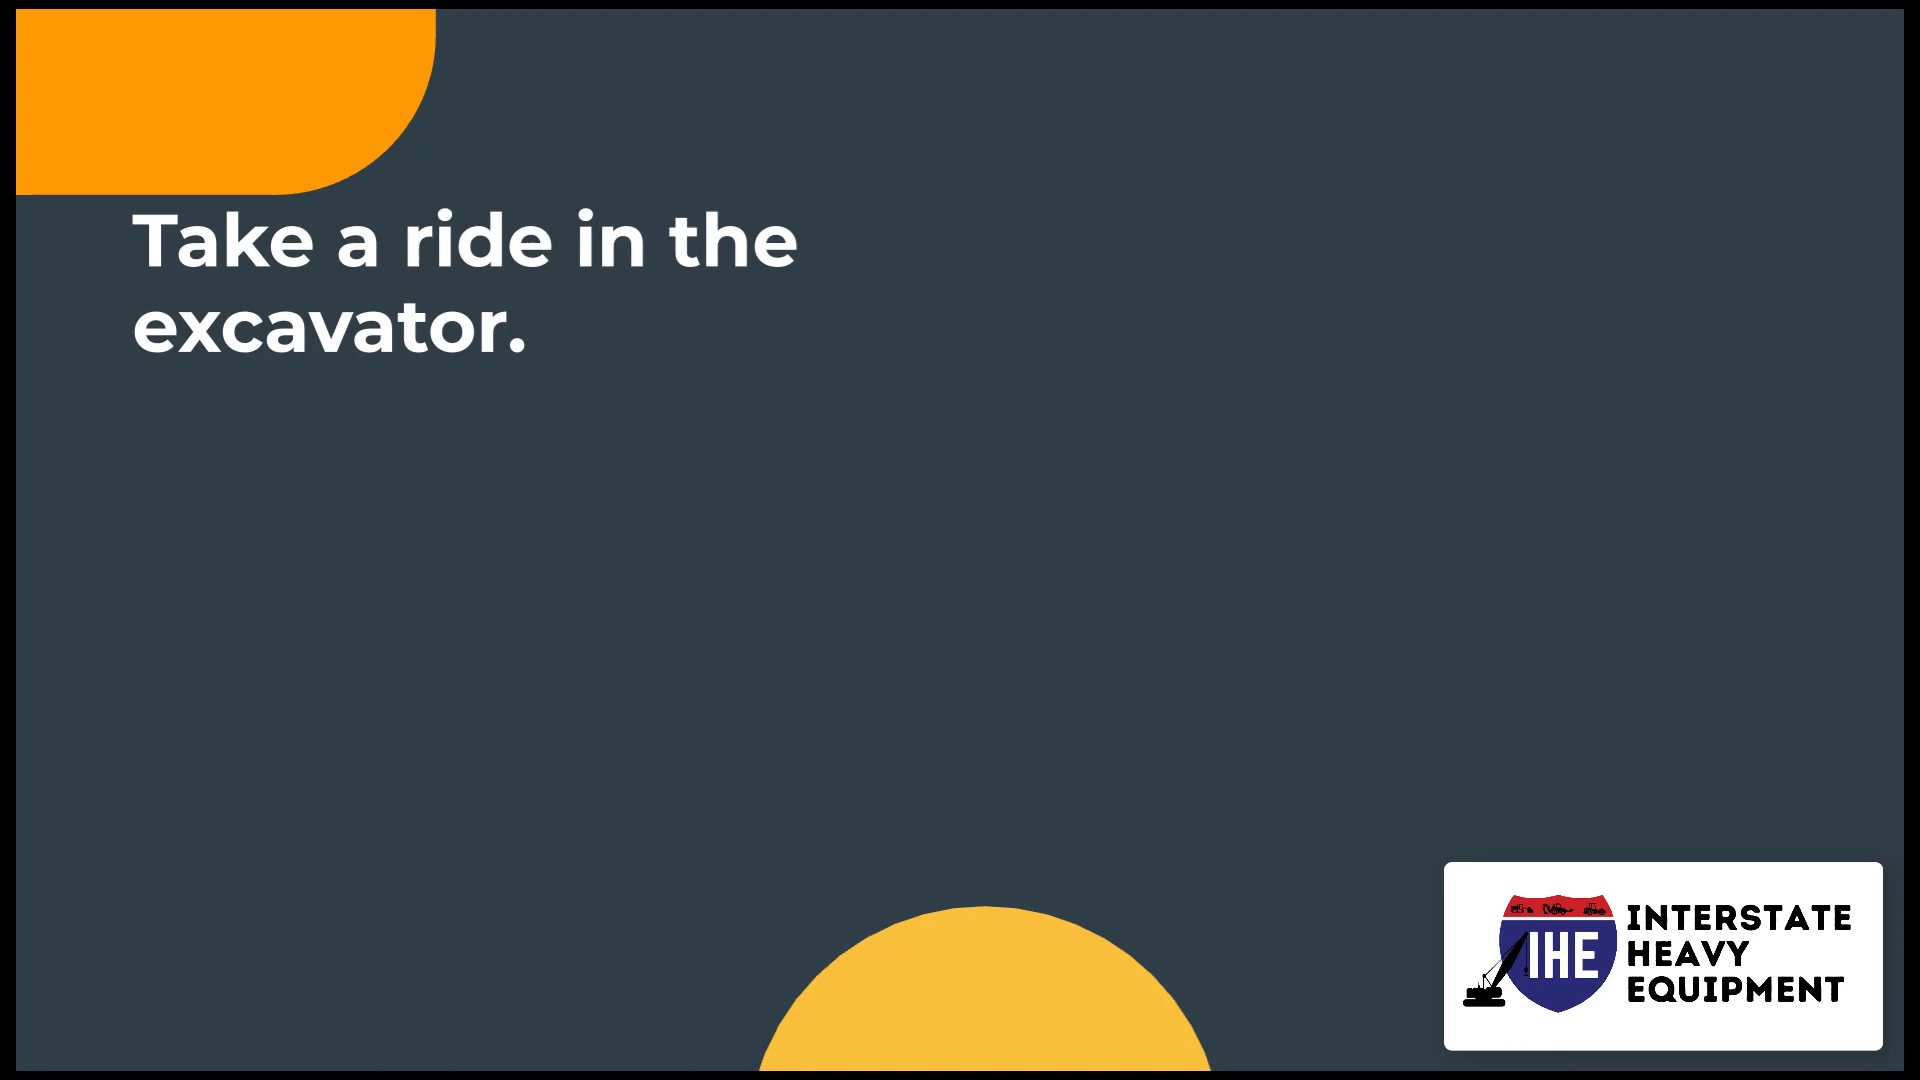 Take a ride in the
excavator.
IHE
INTERSTATE
HEAVY
EQUIPMENT